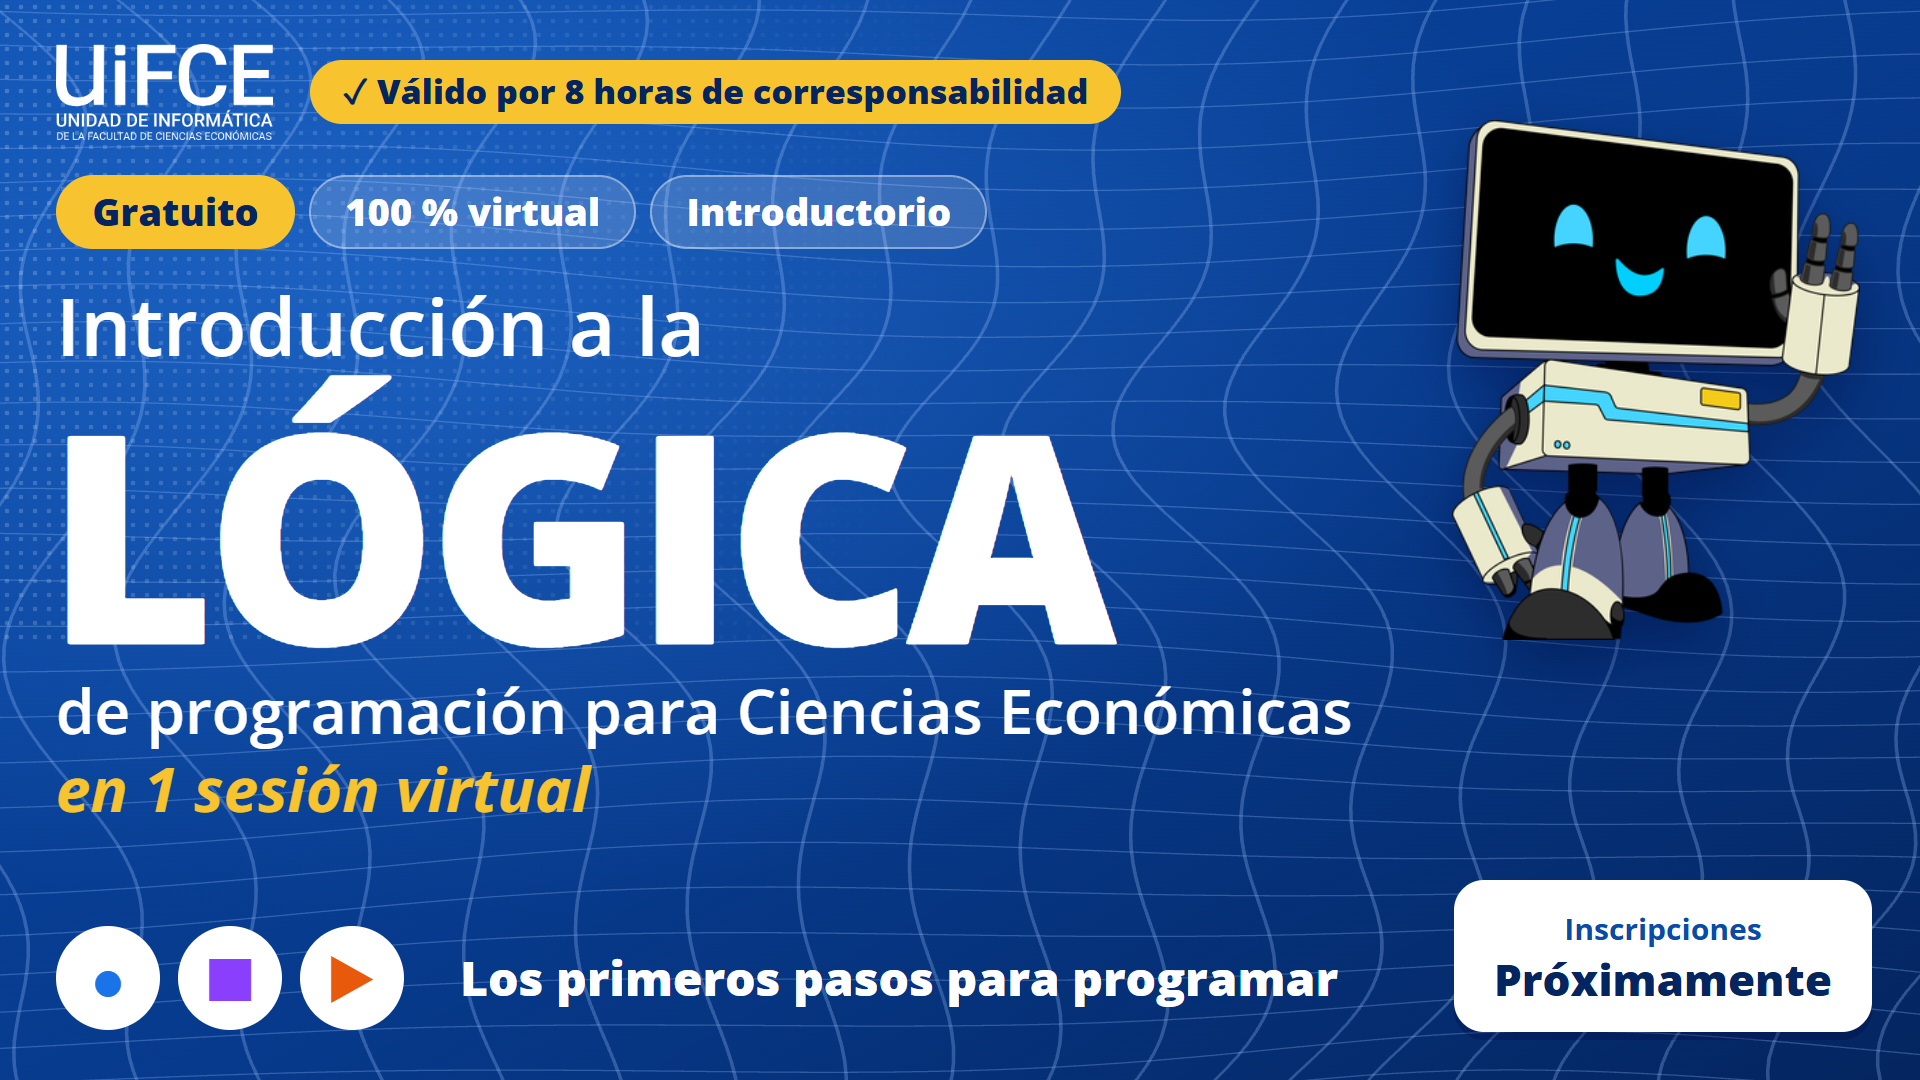 UiFCE
UNIDAD DE INFORMÁTICA
DE LA FACULTAD DE CIENCIAS ECONÓMICAS
✓ Válido por 8 horas de corresponsabilidad
Gratuito
100 % virtual
Introductorio
Introducción a la
LÓGICA
de programación para Ciencias Económicas
en 1 sesión virtual
Los primeros pasos para programar
Inscripciones
Próximamente